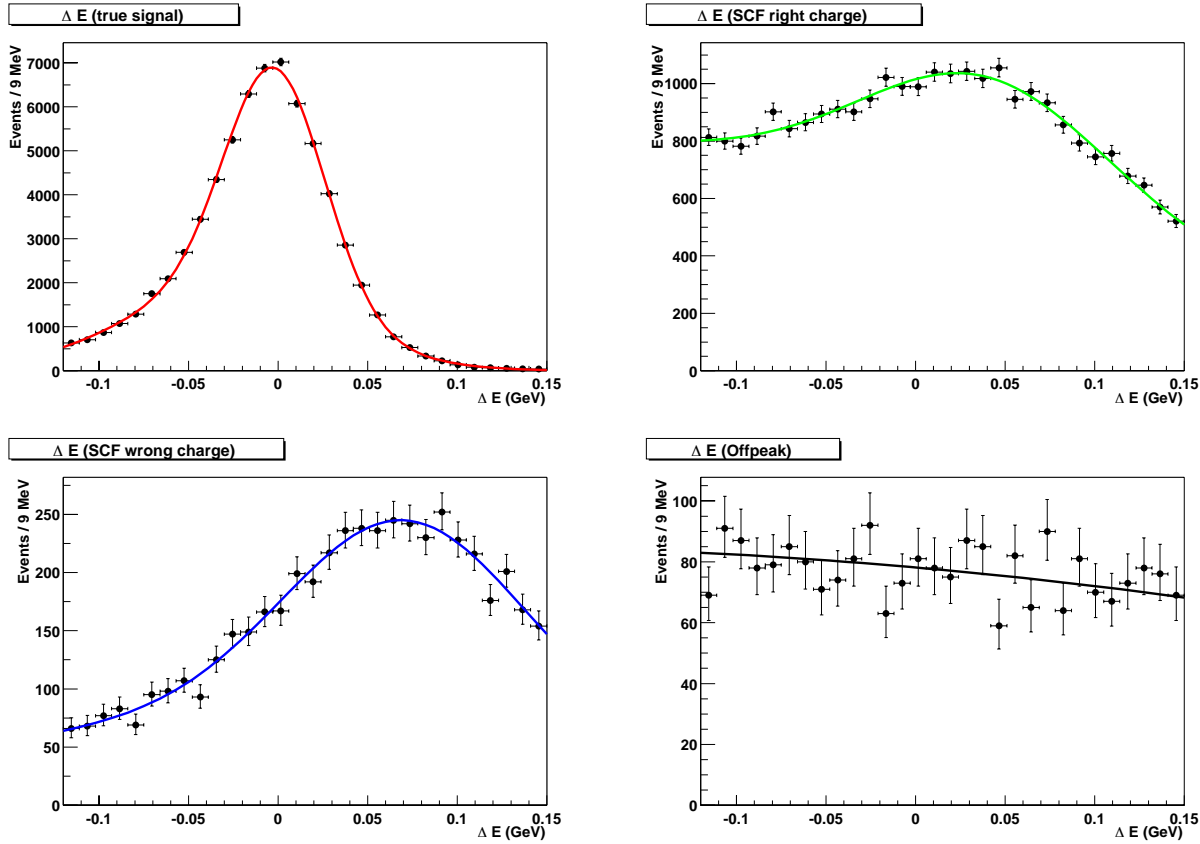 Δ E (true signal)
Events / 9 MeV
7000
6000
5000
4000
3000
2000
1000
0
-0.1 -0.05 0 0.05 0.1 0.15
Δ E (GeV)
Δ E (SCF right charge)
Events / 9 MeV
1000
800
600
400
200
0
-0.1 -0.05 0 0.05 0.1 0.15
Δ E (GeV)
Δ E (SCF wrong charge)
Events / 9 MeV
250
200
150
100
50
0
-0.1 -0.05 0 0.05 0.1 0.15
Δ E (GeV)
Δ E (Offpeak)
Events / 9 MeV
100
80
60
40
20
0
-0.1 -0.05 0 0.05 0.1 0.15
Δ E (GeV)